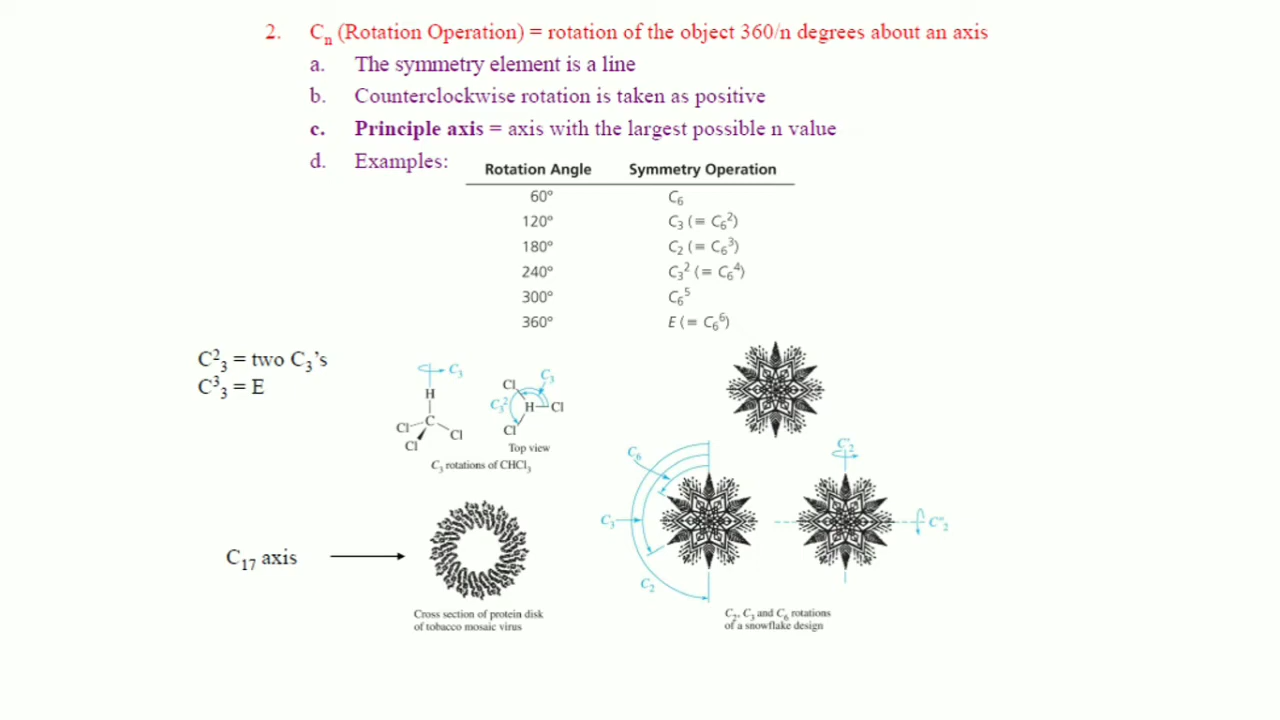 2. Cₙ (Rotation Operation) = rotation of the object 360/n degrees about an axis
a. The symmetry element is a line
b. Counterclockwise rotation is taken as positive
c. Principle axis = axis with the largest possible n value
d. Examples:
Rotation Angle Symmetry Operation
60° C₆
120° C₃ (= C₆²)
180° C₂ (= C₆³)
240° C₃² (= C₆⁴)
300° C₆⁵
360° E (= C₆⁶)
C²₃ = two C₃'s
C³₃ = E
C₃
H
C
Cl
Cl
Cl
C₃
Cl
C₃²
H Cl
Cl
Top view
C₃ rotations of CHCl₃
C₆
C₃
C₂
C₂
C″₂
C₁₇ axis
Cross section of protein disk
of tobacco mosaic virus
C₂, C₃ and C₆ rotations
of a snowflake design